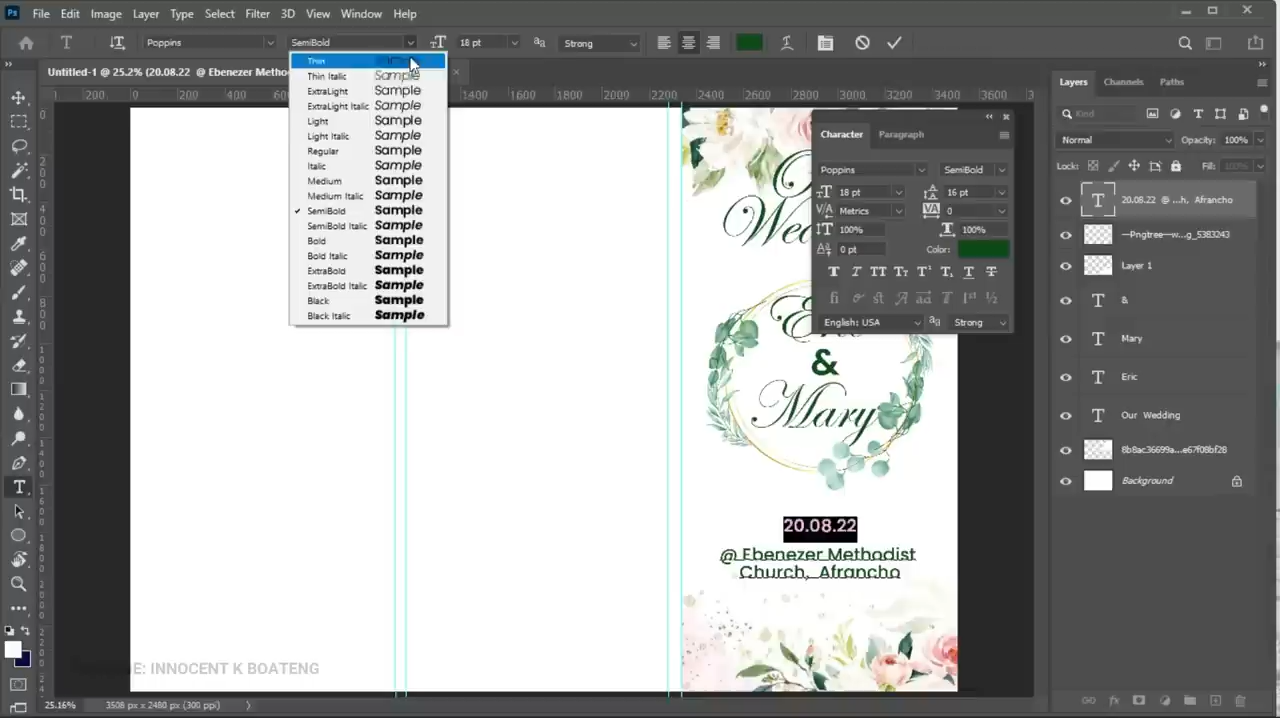 Ps File Edit Image Layer Type Select Filter 3D View Window Help
T Poppins SemiBold 18 pt Strong
Untitled-1 @ 25.2% (20.08.22 @ Ebenezer Metho
200 0 200 400 600 1400 1600 1800 2000 2200 2400 2600 2800 3000 3200 3400 3600
Thin
Thin Italic Sample
ExtraLight Sample
ExtraLight Italic Sample
Light Sample
Light Italic Sample
Regular Sample
Italic Sample
Medium Sample
Medium Italic Sample
SemiBold Sample
SemiBold Italic Sample
Bold Sample
Bold Italic Sample
ExtraBold Sample
ExtraBold Italic Sample
Black Sample
Black Italic Sample
&
Mary
20.08.22
@ Ebenezer Methodist
Church, Afrancho
Character Paragraph
Poppins SemiBold
18 pt 16 pt
Metrics 0
100% 100%
0 pt Color:
English: USA Strong
Layers Channels Paths
Kind
Normal Opacity: 100%
Lock: Fill: 100%
20.08.22 @ ...h, Afrancho
—Pngtree—w...g_5383243
Layer 1
&
Mary
Eric
Our Wedding
8b8ac36699a...e67f08bf28
Background
INNOCENT K BOATENG
25.16% 3508 px x 2480 px (300 ppi)